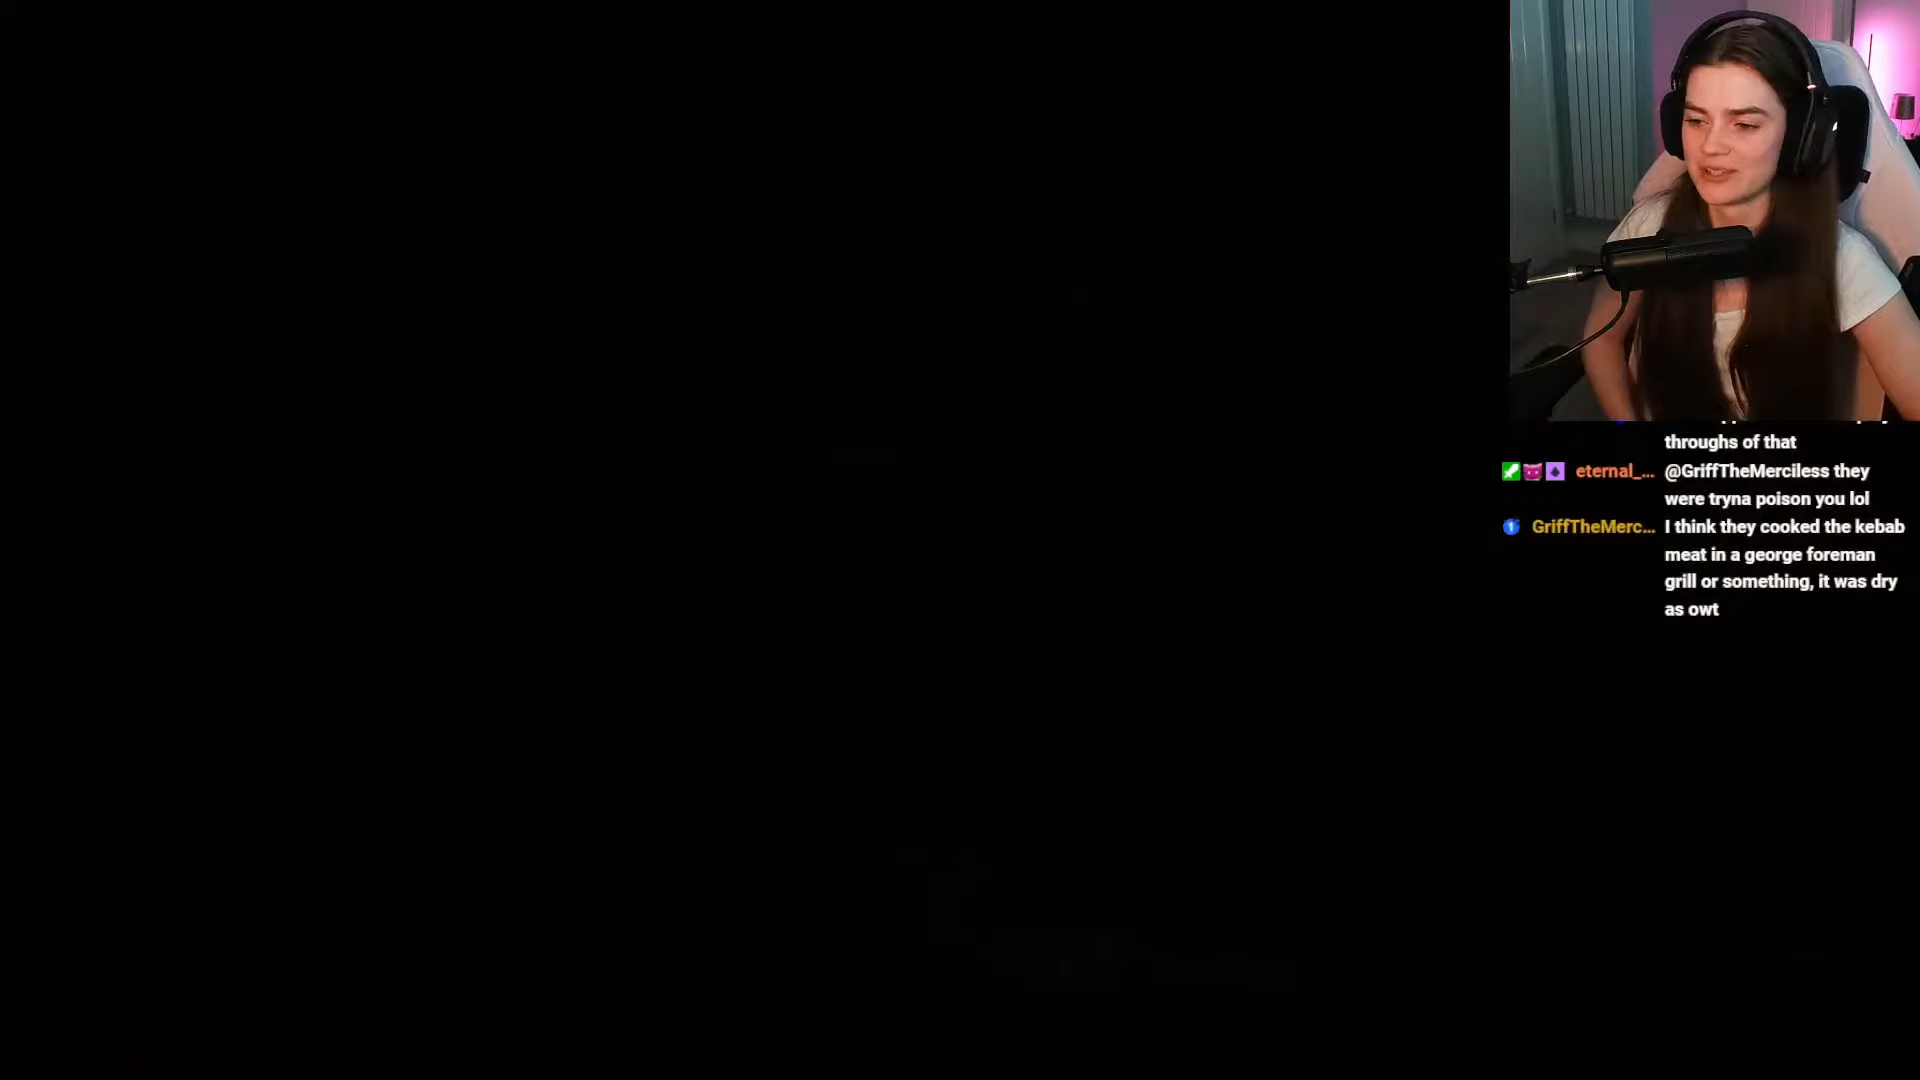 throughs of that
eternal_... @GriffTheMerciless they
were tryna poison you lol
GriffTheMerc... I think they cooked the kebab
meat in a george foreman
grill or something, it was dry
as owt